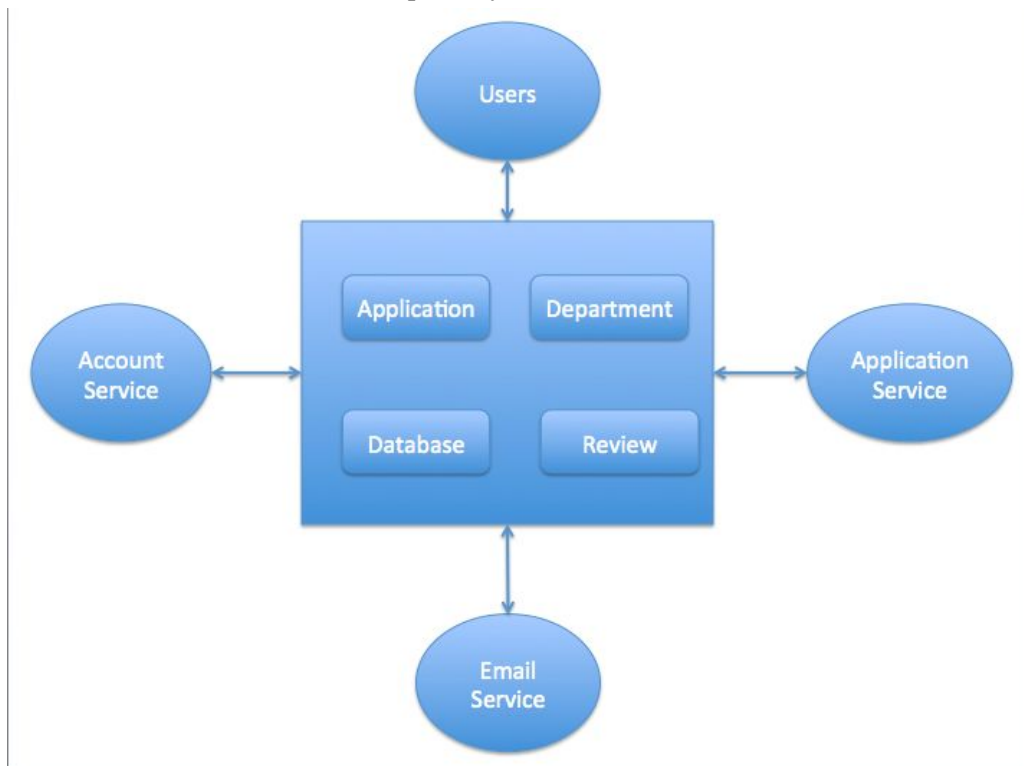 Users
Application
Department
Account
Service
Application
Service
Database
Review
Email
Service